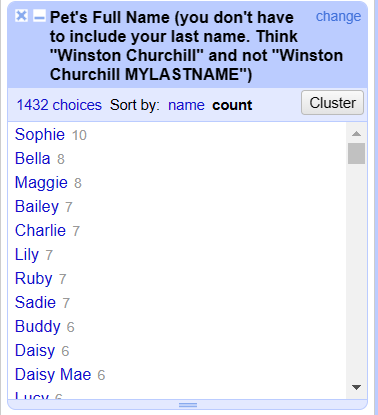 Pet's Full Name (you don't have change
to include your last name. Think
"Winston Churchill" and not "Winston
Churchill MYLASTNAME")
1432 choices Sort by: name count Cluster
Sophie 10
Bella 8
Maggie 8
Bailey 7
Charlie 7
Lily 7
Ruby 7
Sadie 7
Buddy 6
Daisy 6
Daisy Mae 6
Lucy 6